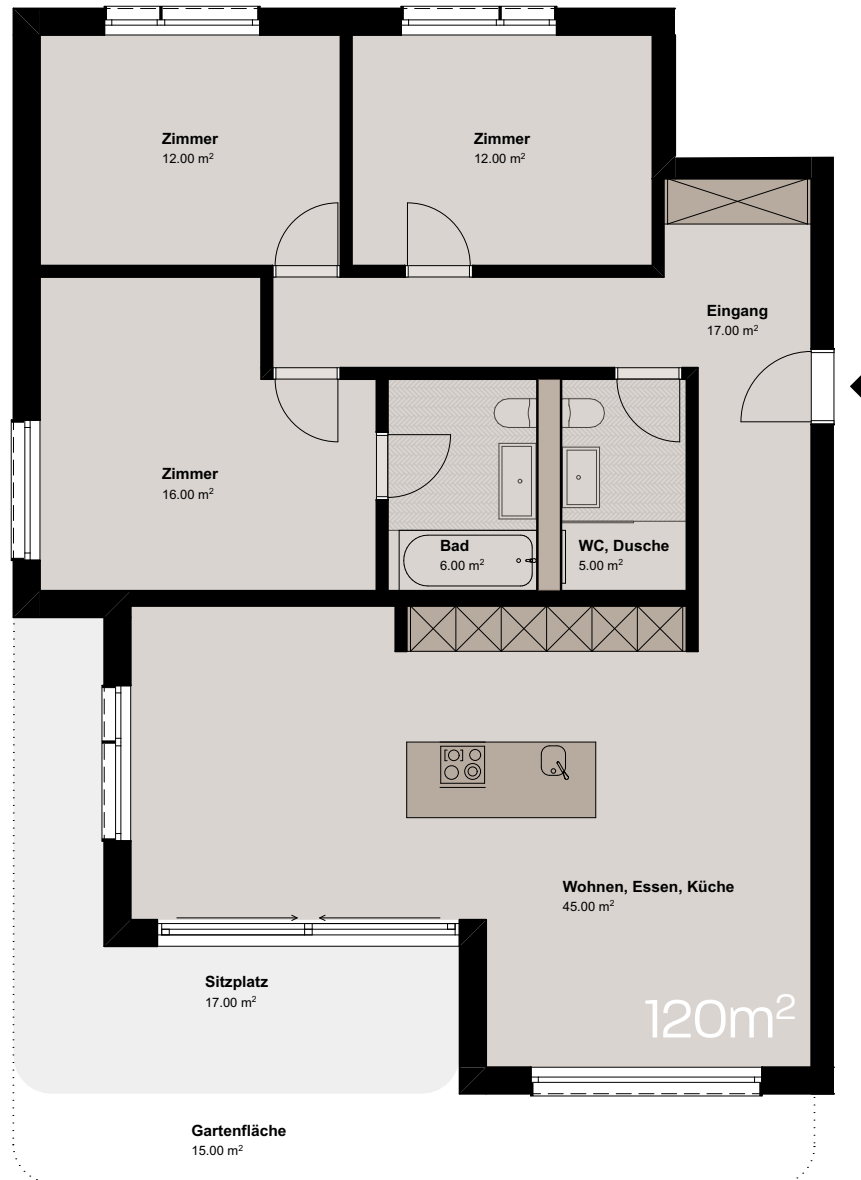 Zimmer
12.00 m²
Zimmer
12.00 m²
Eingang
17.00 m²
Zimmer
16.00 m²
Bad
6.00 m²
WC, Dusche
5.00 m²
Wohnen, Essen, Küche
45.00 m²
Sitzplatz
17.00 m²
120m²
Gartenfläche
15.00 m²